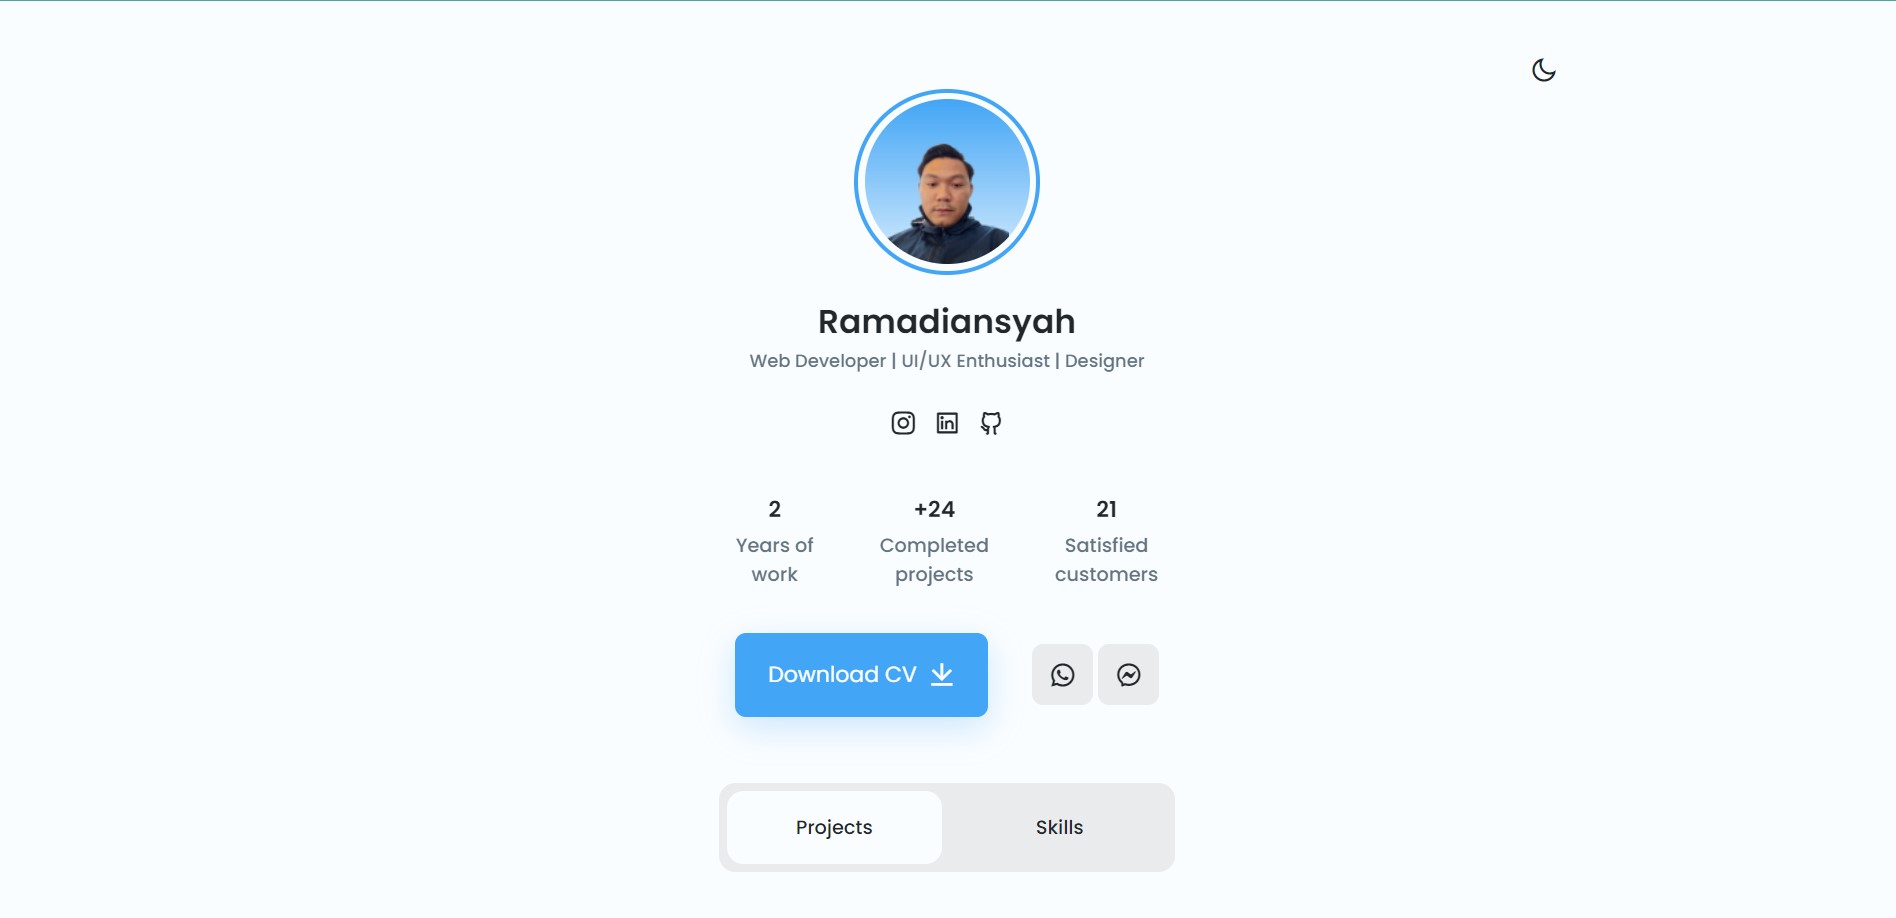 Ramadiansyah
Web Developer | UI/UX Enthusiast | Designer
2
Years of
work
+24
Completed
projects
21
Satisfied
customers
Download CV
Projects
Skills